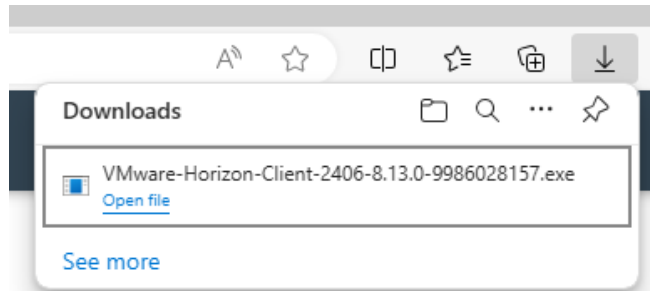 Downloads
VMware-Horizon-Client-2406-8.13.0-9986028157.exe
Open file
See more